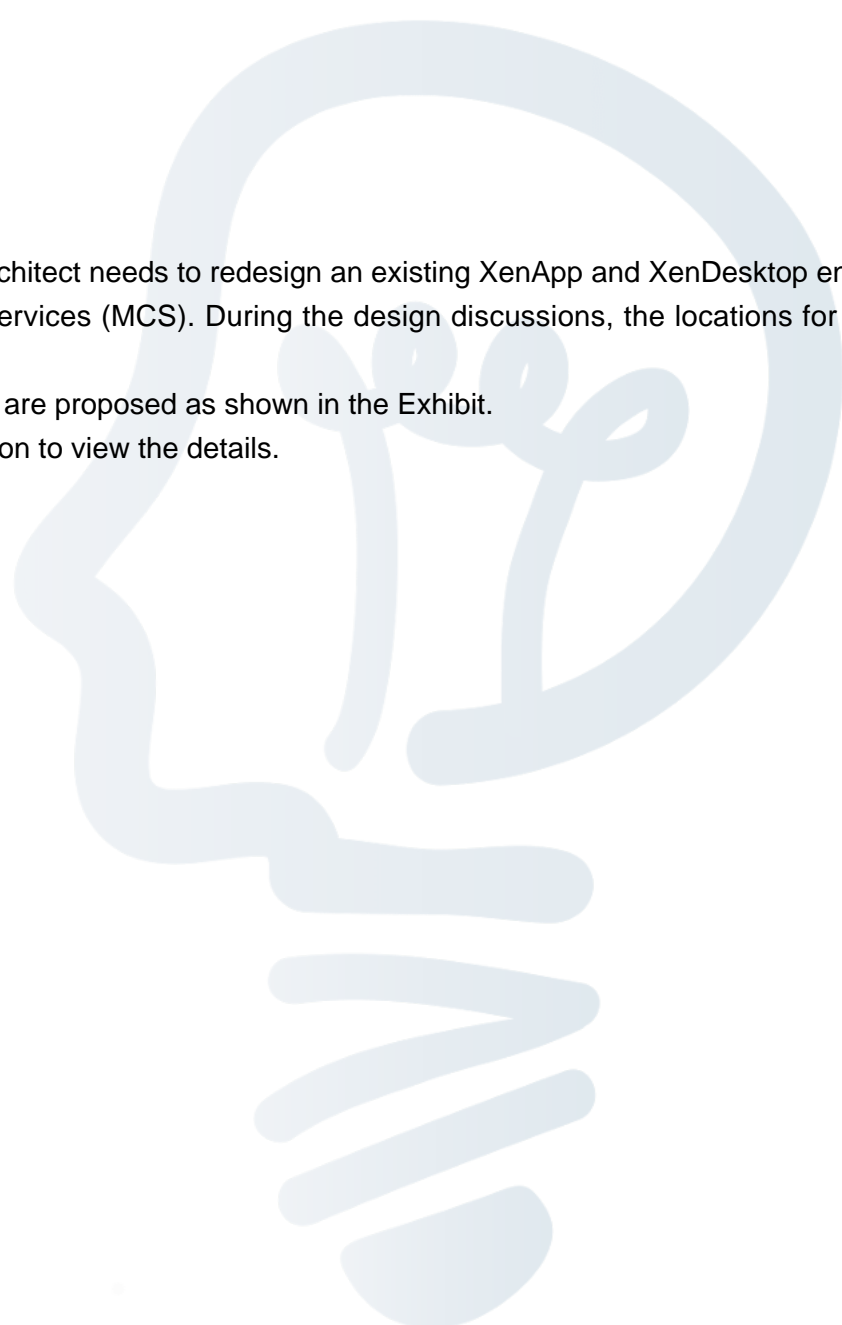 chitect needs to redesign an existing XenApp and XenDesktop er
ervices (MCS). During the design discussions, the locations for
are proposed as shown in the Exhibit.
on to view the details.